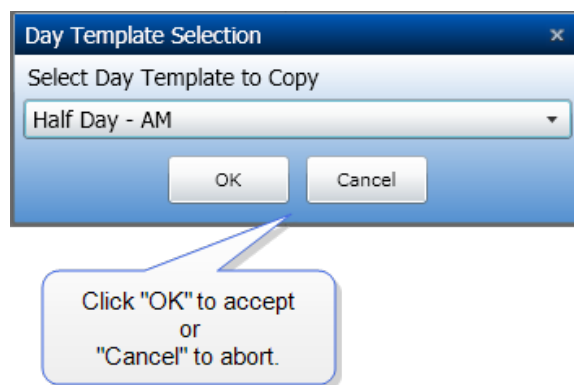 Day Template Selection
Select Day Template to Copy
Half Day - AM
OK
Cancel
Click "OK" to accept
or
"Cancel" to abort.